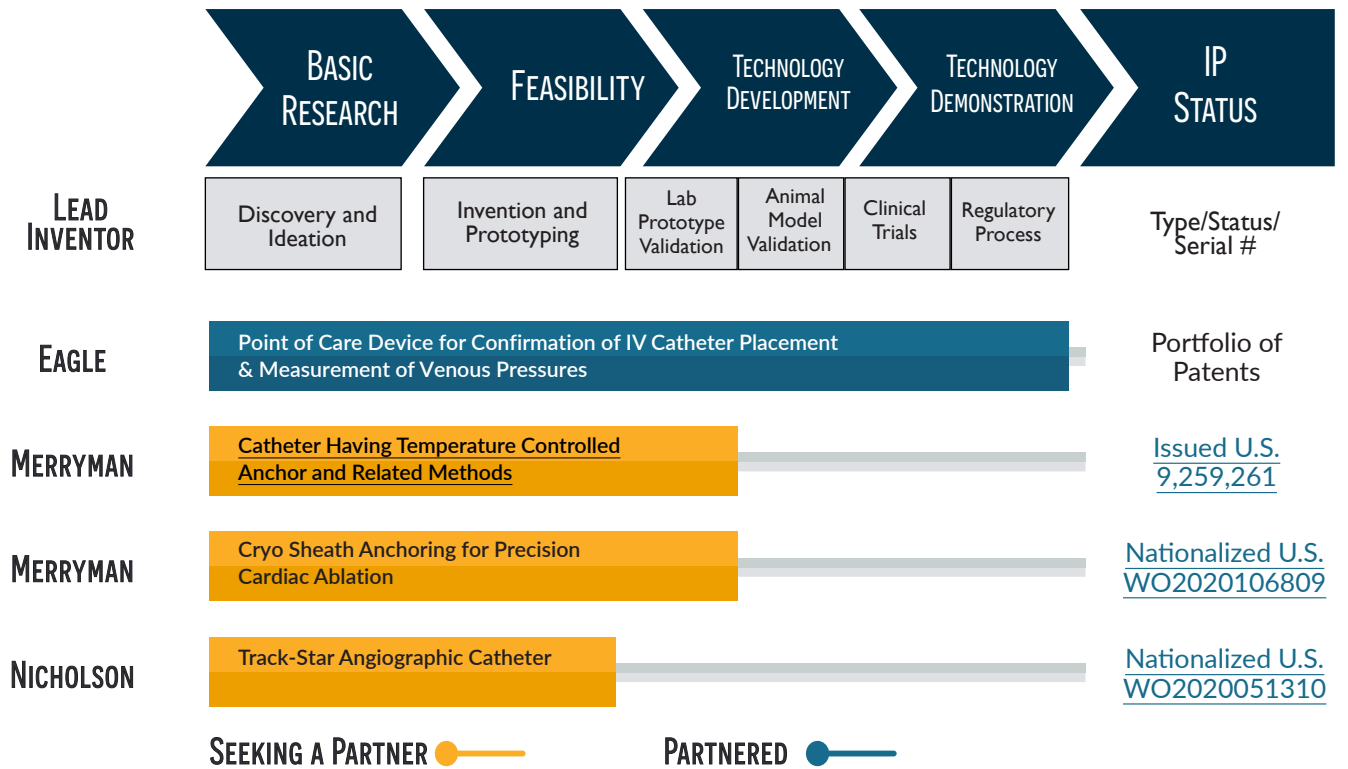 BASIC
RESEARCH
FEASIBILITY
TECHNOLOGY
DEVELOPMENT
TECHNOLOGY
DEMONSTRATION
IP
STATUS
LEAD
INVENTOR
Discovery and
Ideation
Invention and
Prototyping
Lab
Prototype
Validation
Animal
Model
Validation
Clinical
Trials
Regulatory
Process
Type/Status/
Serial #
EAGLE
Point of Care Device for Confirmation of IV Catheter Placement
& Measurement of Venous Pressures
Portfolio of
Patents
MERRYMAN
Catheter Having Temperature Controlled
Anchor and Related Methods
Issued U.S.
9,259,261
MERRYMAN
Cryo Sheath Anchoring for Precision
Cardiac Ablation
Nationalized U.S.
WO2020106809
NICHOLSON
Track-Star Angiographic Catheter
Nationalized U.S.
WO2020051310
SEEKING A PARTNER
PARTNERED